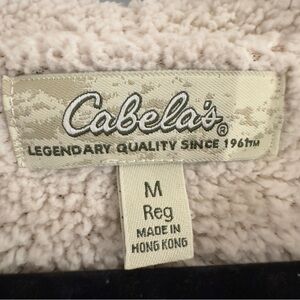 Cabela's®
LEGENDARY QUALITY SINCE 1961™
M
Reg
MADE IN
HONG KONG